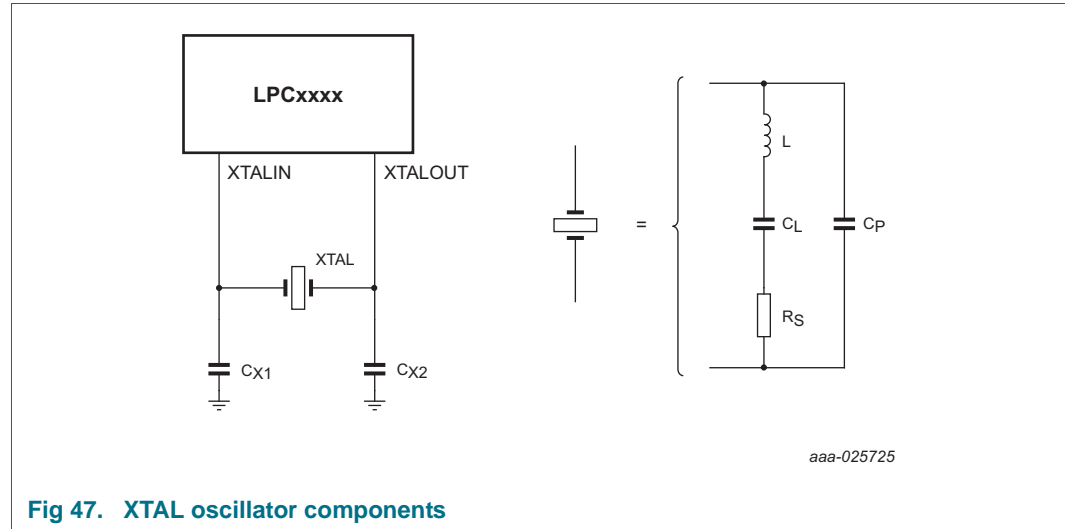 LPCxxxx
XTALIN
XTALOUT
XTAL
CX1
CX2
=
L
CL
CP
RS
aaa-025725
Fig 47. XTAL oscillator components